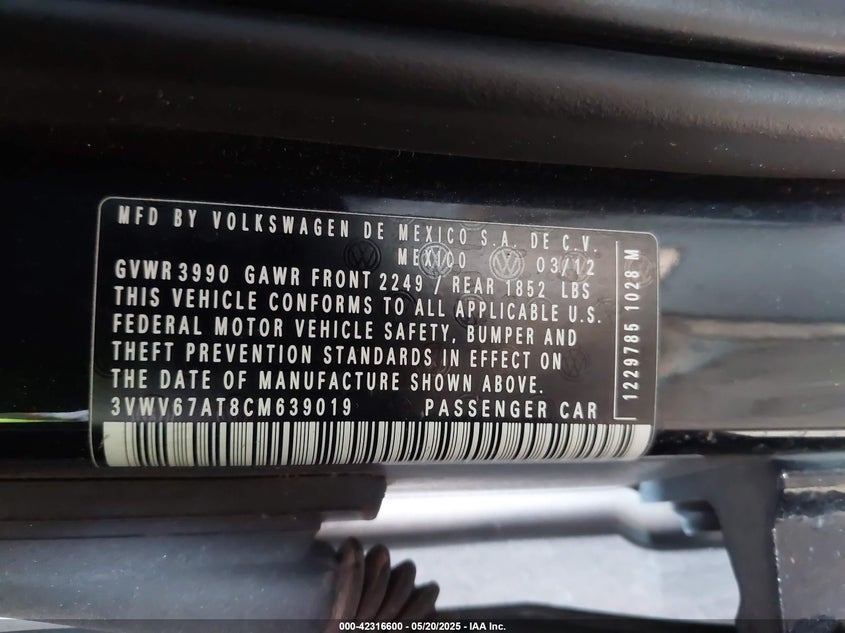 MFD BY VOLKSWAGEN DE MEXICO S.A. DE C.V.
MEXICO 03/12
GVWR 3990 GAWR FRONT 2249 / REAR 1852 LBS
THIS VEHICLE CONFORMS TO ALL APPLICABLE U.S.
FEDERAL MOTOR VEHICLE SAFETY, BUMPER AND
THEFT PREVENTION STANDARDS IN EFFECT ON
THE DATE OF MANUFACTURE SHOWN ABOVE.
3VWV67AT8CM639019 PASSENGER CAR
1229785 1028 M
000-42316600 / 05/20/2025 - IAA Inc.